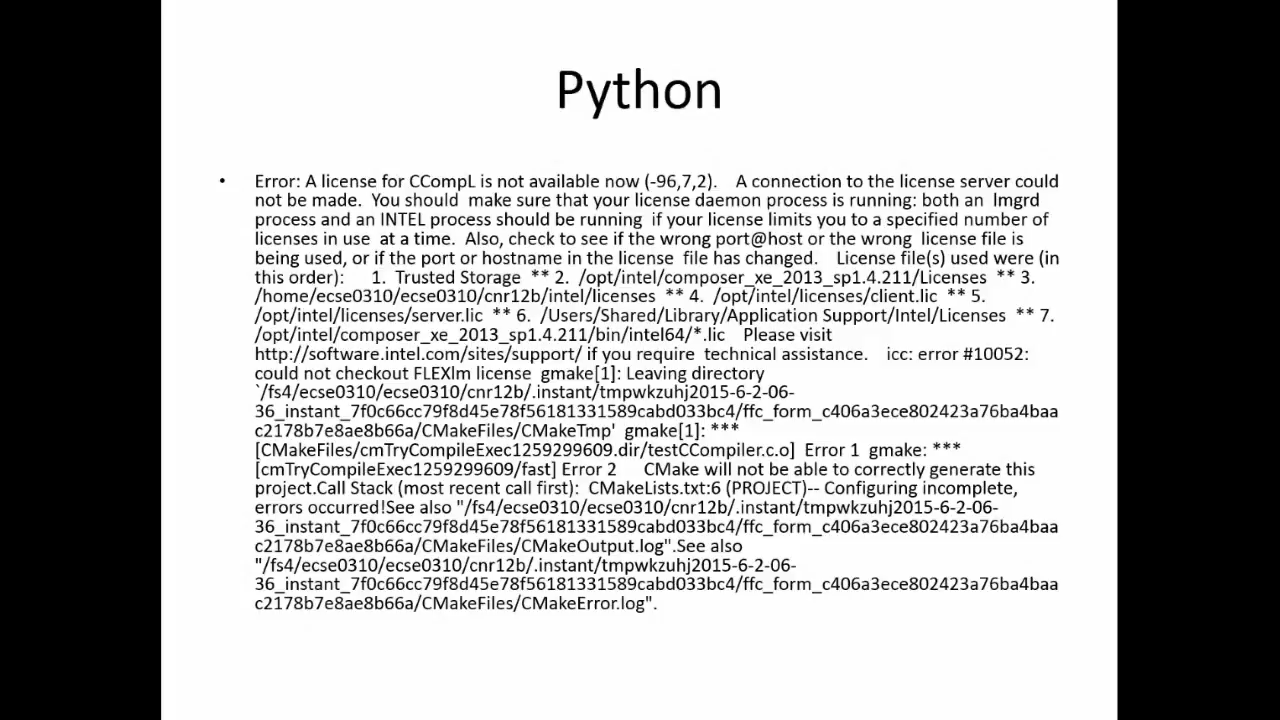 Python
• Error: A license for CCompL is not available now (-96,7,2).    A connection to the license server could
not be made.  You should  make sure that your license daemon process is running: both an  lmgrd
process and an INTEL process should be running  if your license limits you to a specified number of
licenses in use  at a time.  Also, check to see if the wrong port@host or the wrong  license file is
being used, or if the port or hostname in the license  file has changed.    License file(s) used were (in
this order):     1.  Trusted Storage  ** 2.  /opt/intel/composer_xe_2013_sp1.4.211/Licenses  ** 3.
/home/ecse0310/ecse0310/cnr12b/intel/licenses  ** 4.  /opt/intel/licenses/client.lic  ** 5.
/opt/intel/licenses/server.lic  ** 6.  /Users/Shared/Library/Application Support/Intel/Licenses  ** 7.
/opt/intel/composer_xe_2013_sp1.4.211/bin/intel64/*.lic    Please visit
http://software.intel.com/sites/support/ if you require  technical assistance.    icc: error #10052:
could not checkout FLEXlm license  gmake[1]: Leaving directory
`/fs4/ecse0310/ecse0310/cnr12b/.instant/tmpwkzuhj2015-6-2-06-
36_instant_7f0c66cc79f8d45e78f56181331589cabd033bc4/ffc_form_c406a3ece802423a76ba4baa
c2178b7e8ae8b66a/CMakeFiles/CMakeTmp'  gmake[1]: ***
[CMakeFiles/cmTryCompileExec1259299609.dir/testCCompiler.c.o]  Error 1  gmake: ***
[cmTryCompileExec1259299609/fast] Error 2     CMake will not be able to correctly generate this
project.Call Stack (most recent call first):  CMakeLists.txt:6 (PROJECT)-- Configuring incomplete,
errors occurred!See also "/fs4/ecse0310/ecse0310/cnr12b/.instant/tmpwkzuhj2015-6-2-06-
36_instant_7f0c66cc79f8d45e78f56181331589cabd033bc4/ffc_form_c406a3ece802423a76ba4baa
c2178b7e8ae8b66a/CMakeFiles/CMakeOutput.log".See also
"/fs4/ecse0310/ecse0310/cnr12b/.instant/tmpwkzuhj2015-6-2-06-
36_instant_7f0c66cc79f8d45e78f56181331589cabd033bc4/ffc_form_c406a3ece802423a76ba4baa
c2178b7e8ae8b66a/CMakeFiles/CMakeError.log".